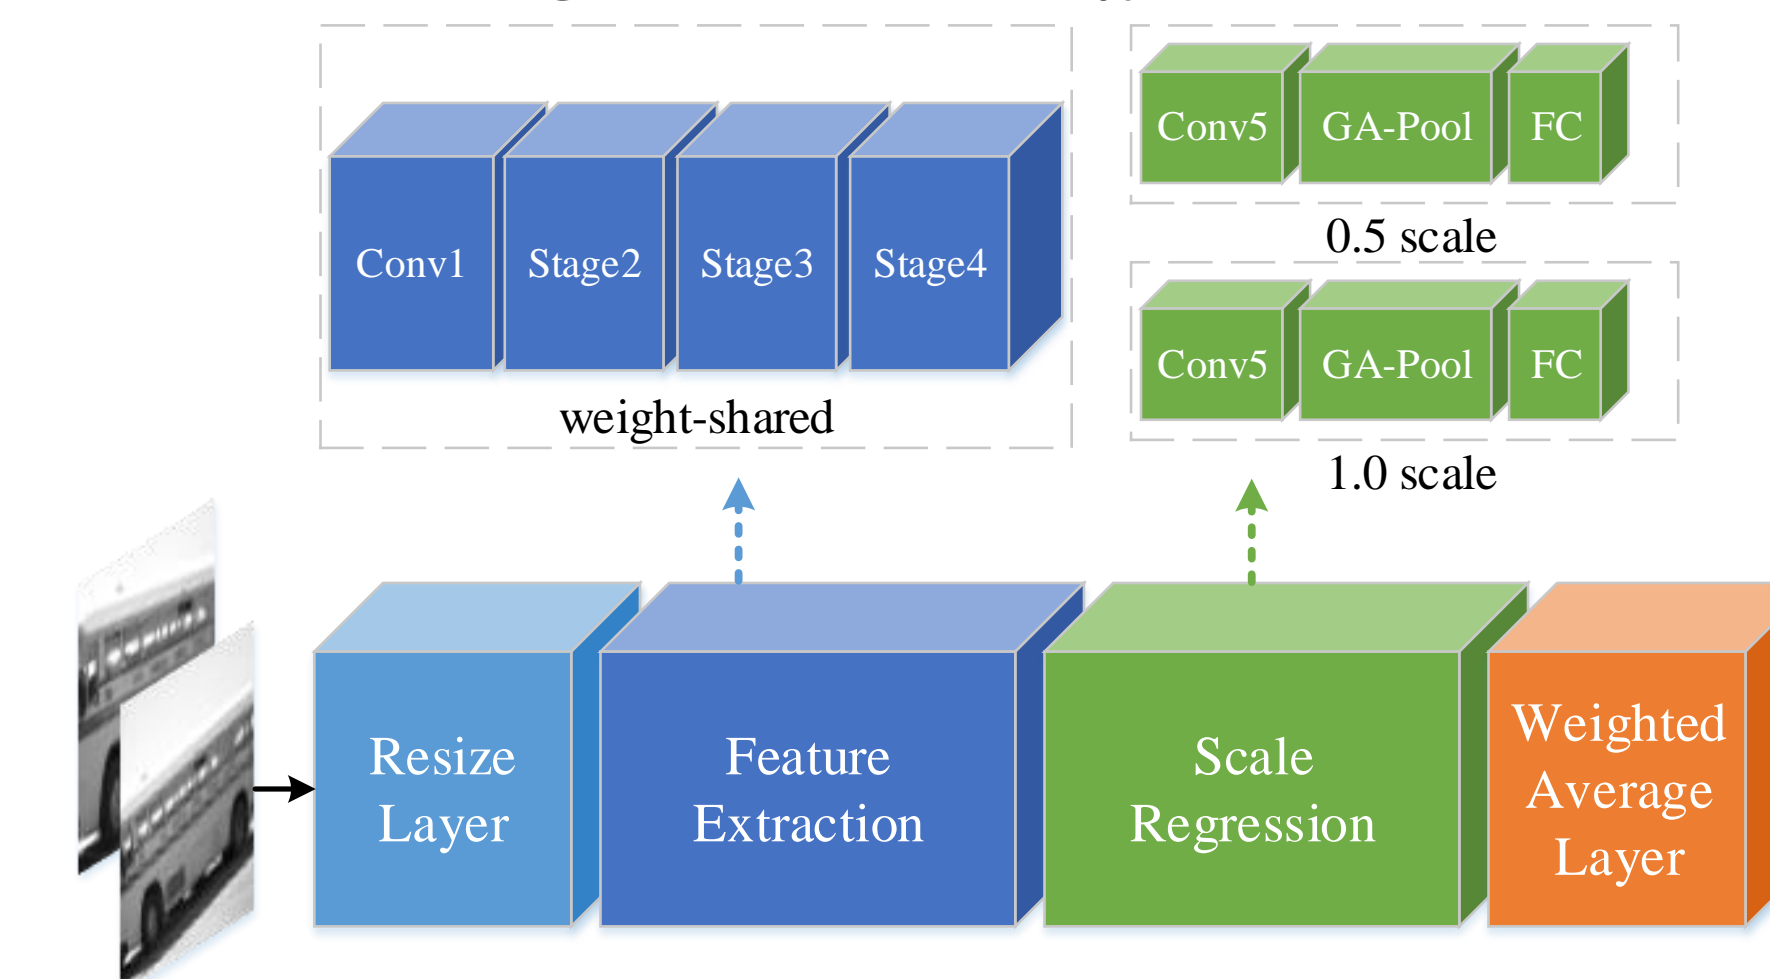 Conv1 Stage2 Stage3 Stage4
weight-shared
Conv5 GA-Pool FC
0.5 scale
Conv5 GA-Pool FC
1.0 scale
Resize
Layer
Feature
Extraction
Scale
Regression
Weighted
Average
Layer